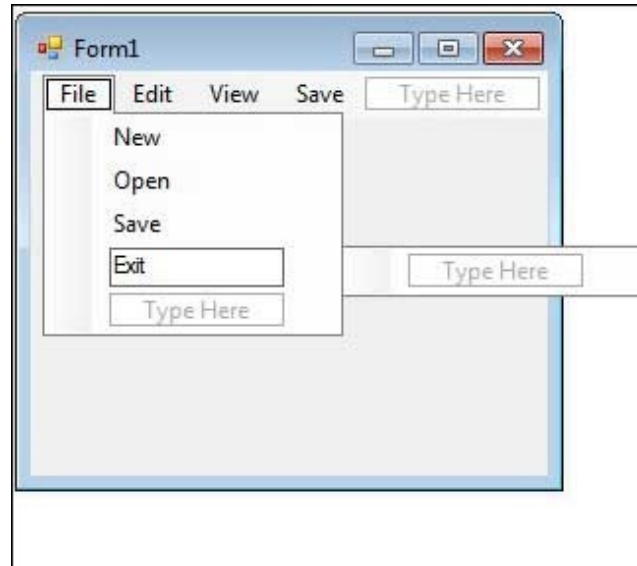 Form1
File Edit View Save Type Here
New
Open
Save
Exit
Type Here
Type Here